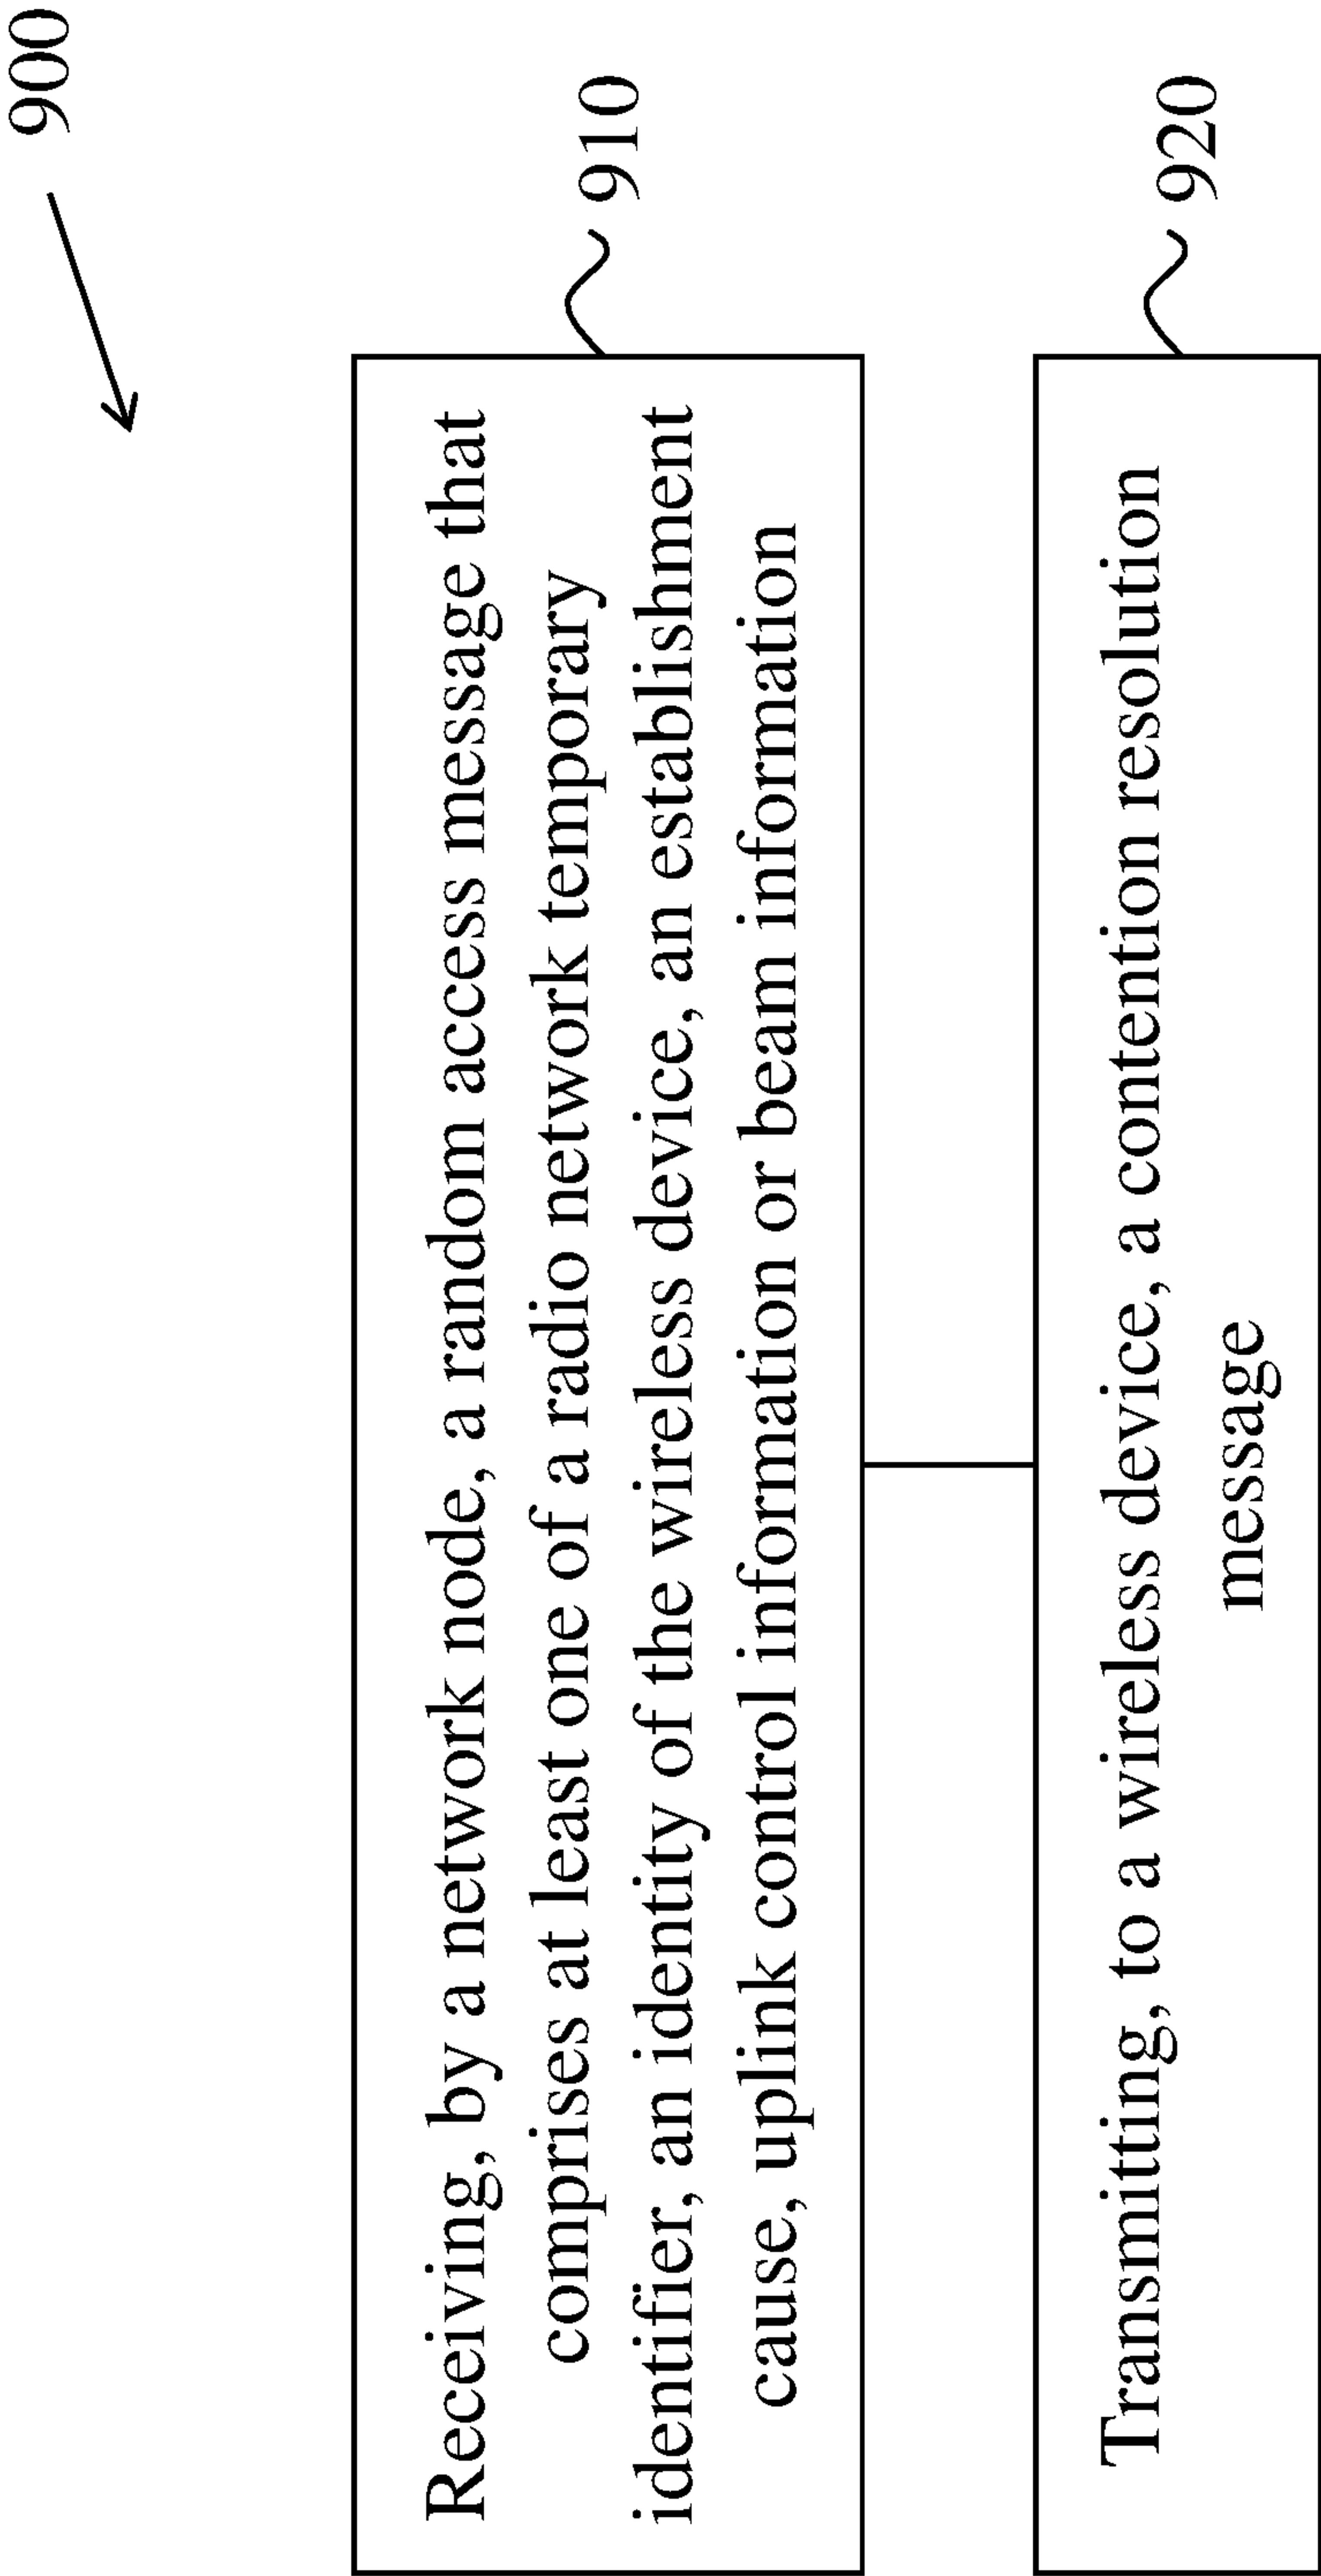 900
Receiving, by a network node, a random access message that
comprises at least one of a radio network temporary
identifier, an identity of the wireless device, an establishment
cause, uplink control information or beam information
910
Transmitting, to a wireless device, a contention resolution
message
920